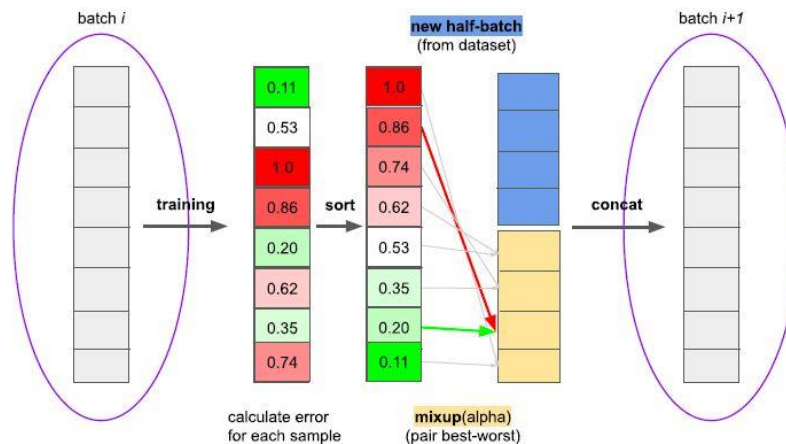 batch i
new half-batch
(from dataset)
batch i+1
0.11
0.53
1.0
0.86
0.20
0.62
0.35
0.74
1.0
0.86
0.74
0.62
0.53
0.35
0.20
0.11
training
sort
concat
calculate error
for each sample
mixup(alpha)
(pair best-worst)